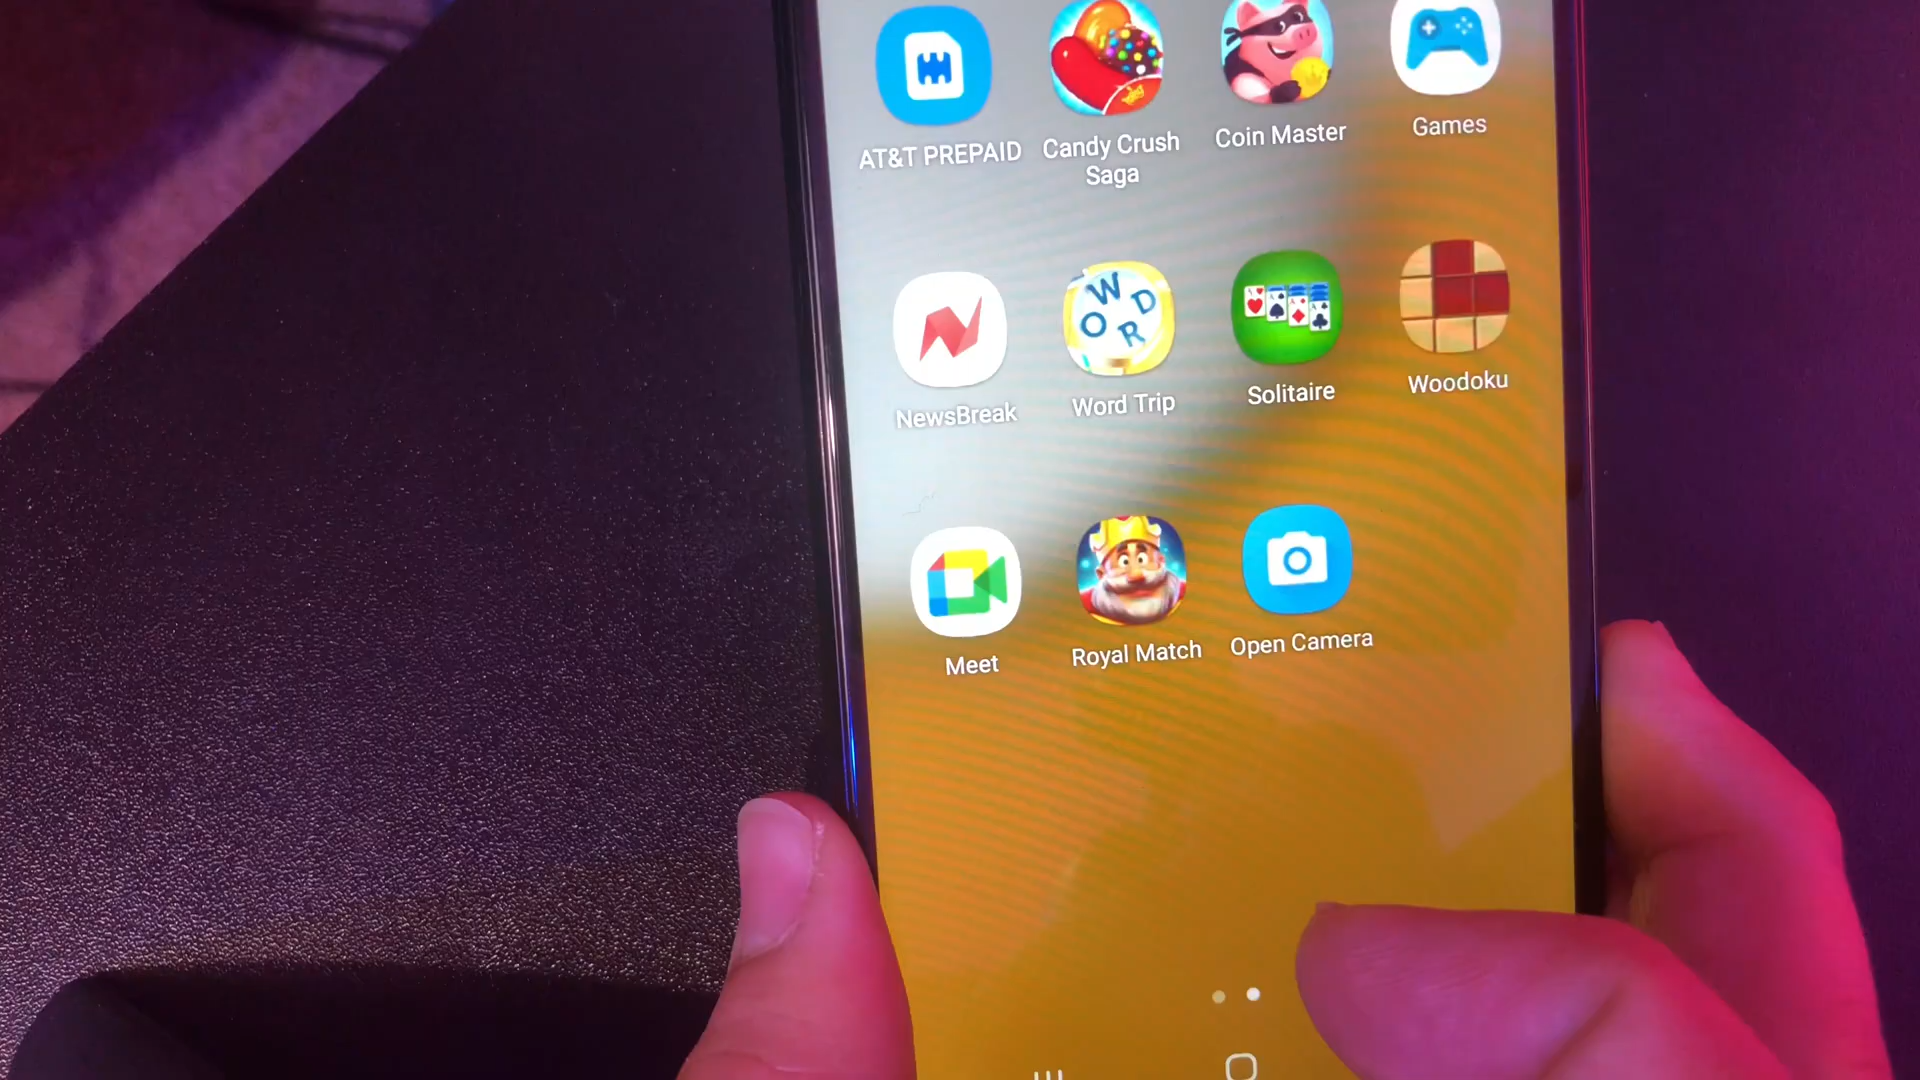 AT&T PREPAID
Candy Crush
Saga
Coin Master
Games
NewsBreak
W
D
O
R
Word Trip
Solitaire
Woodoku
Meet
Royal Match
Open Camera